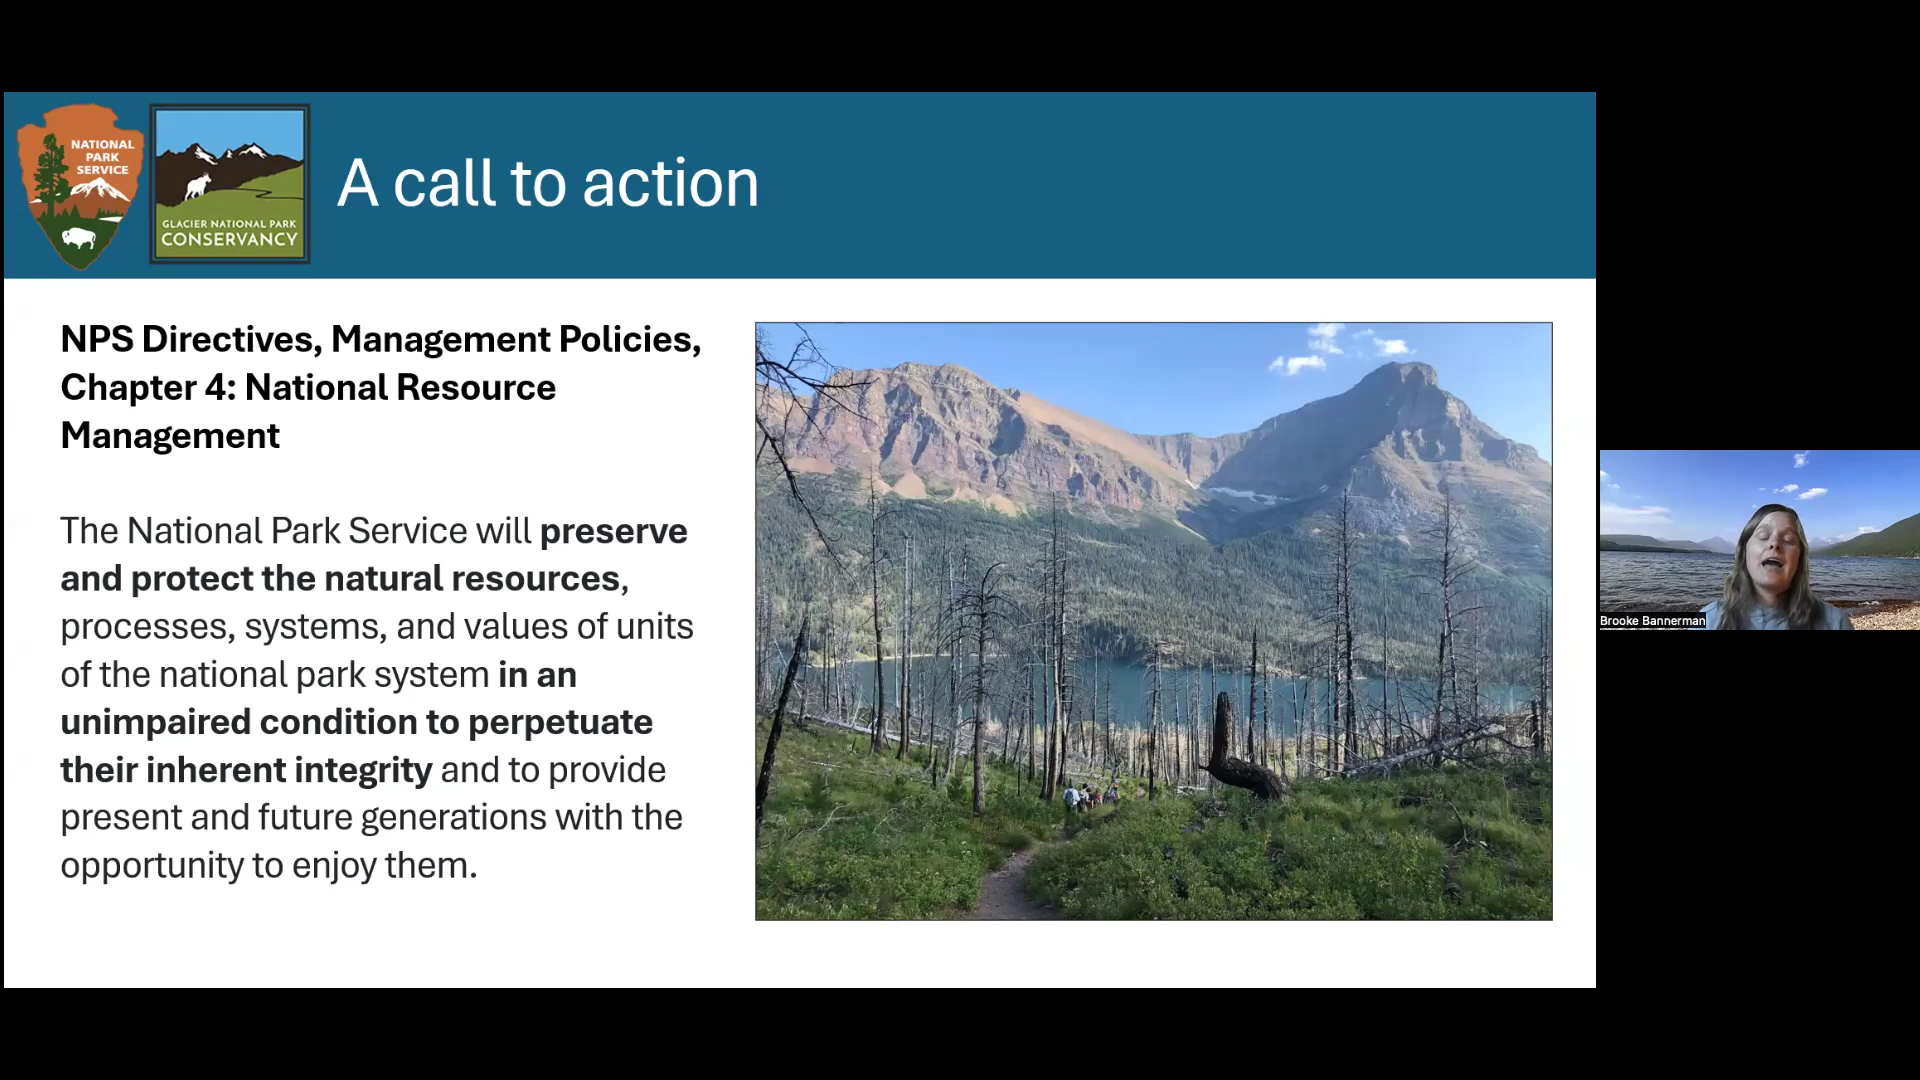 NATIONAL
PARK
SERVICE
GLACIER NATIONAL PARK
CONSERVANCY
A call to action
NPS Directives, Management Policies,
Chapter 4: National Resource
Management
The National Park Service will preserve
and protect the natural resources,
processes, systems, and values of units
of the national park system in an
unimpaired condition to perpetuate
their inherent integrity and to provide
present and future generations with the
opportunity to enjoy them.
Brooke Bannerman